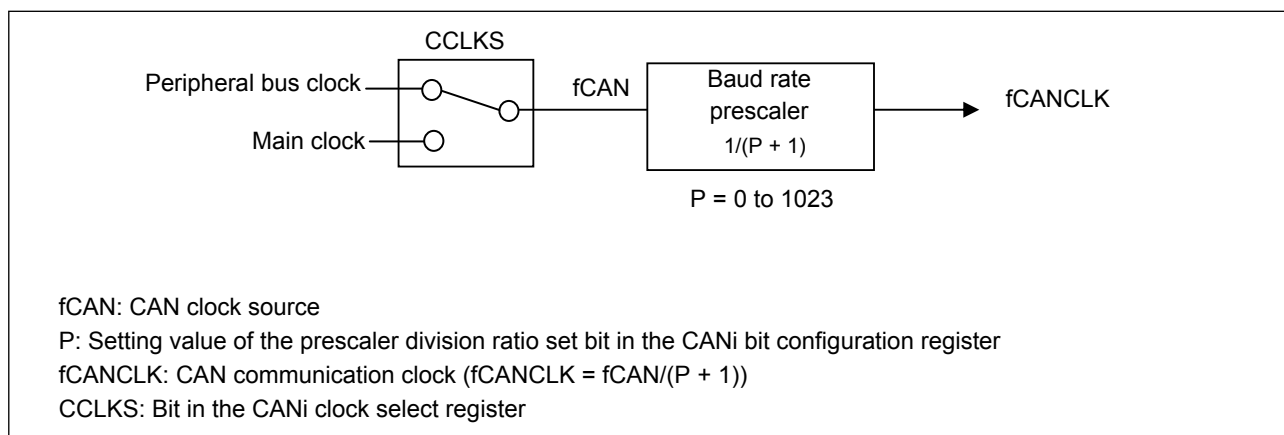 CCLKS
Peripheral bus clock
Main clock
fCAN
Baud rate
prescaler
1/(P + 1)
P = 0 to 1023
fCANCLK
fCAN: CAN clock source
P: Setting value of the prescaler division ratio set bit in the CANi bit configuration register
fCANCLK: CAN communication clock (fCANCLK = fCAN/(P + 1))
CCLKS: Bit in the CANi clock select register